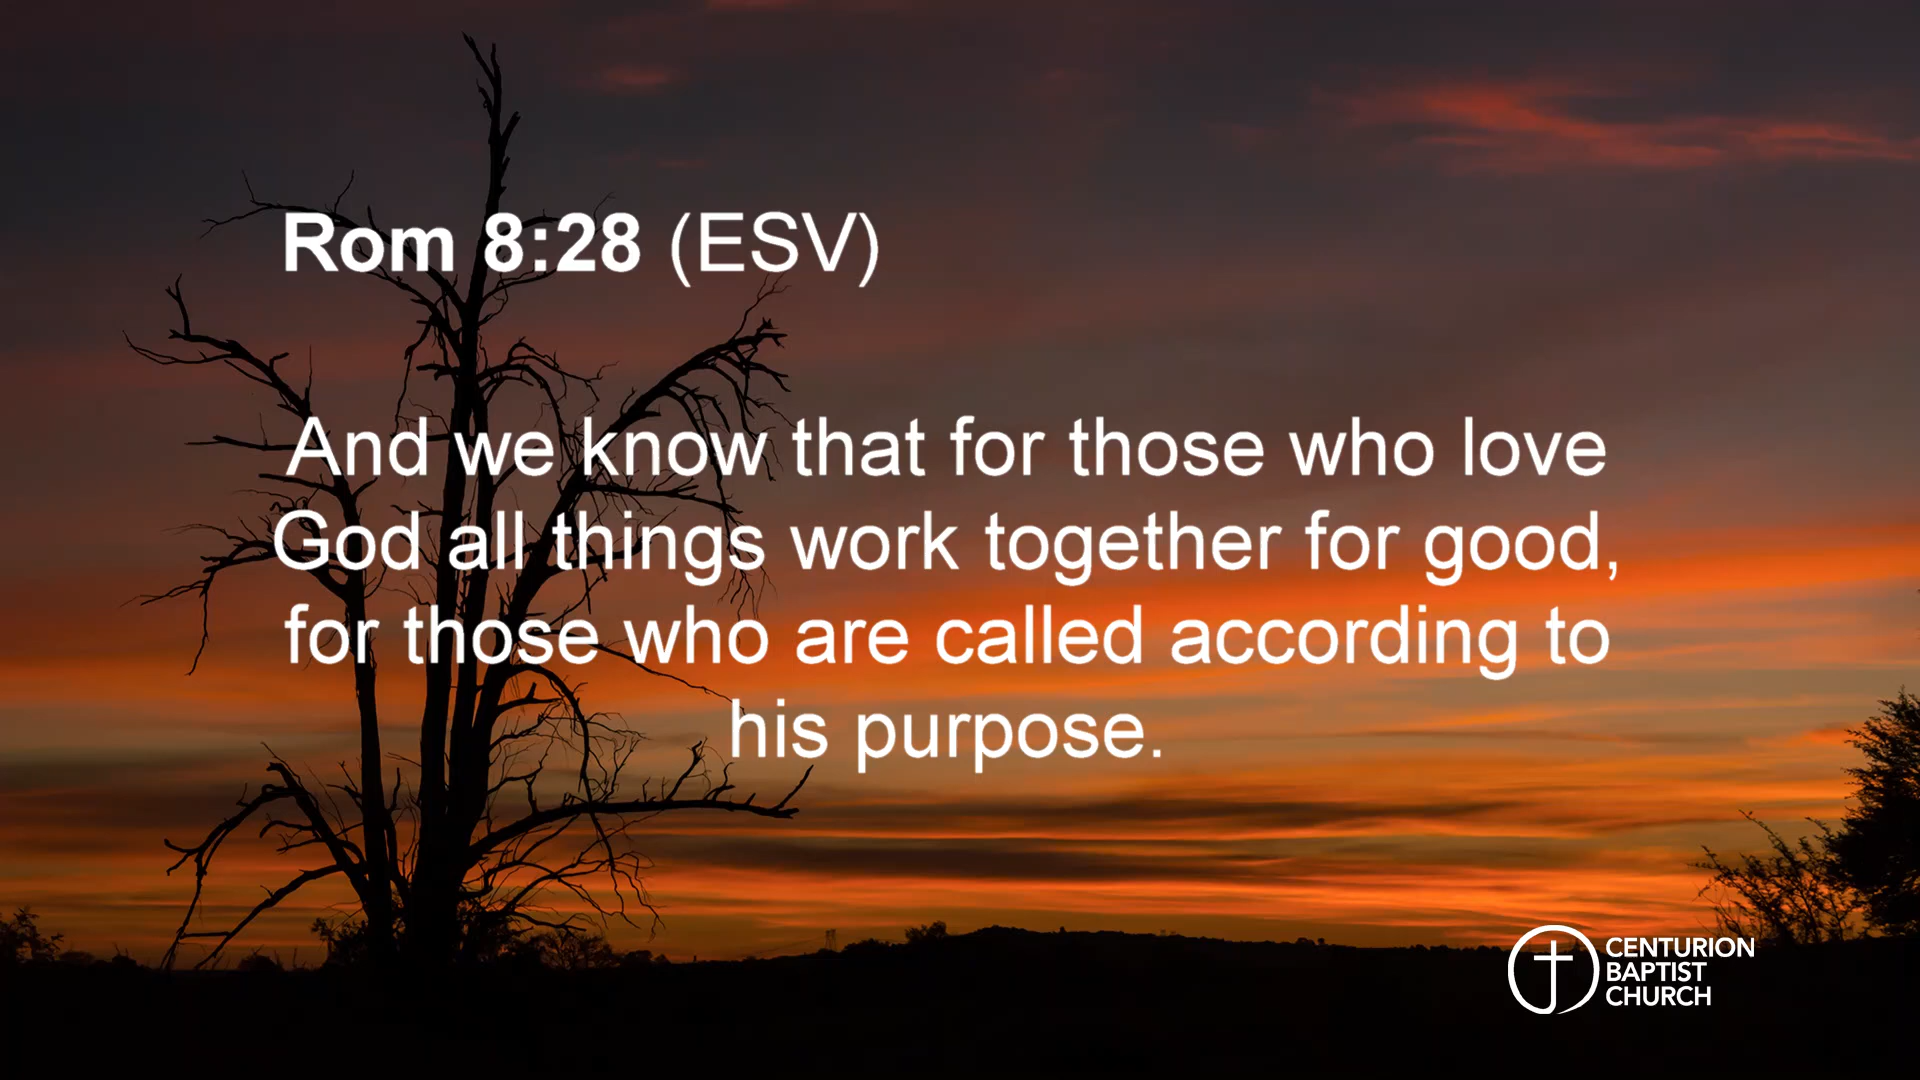 Rom 8:28 (ESV)
And we know that for those who love
God all things work together for good,
for those who are called according to
his purpose.
CENTURION
BAPTIST
CHURCH